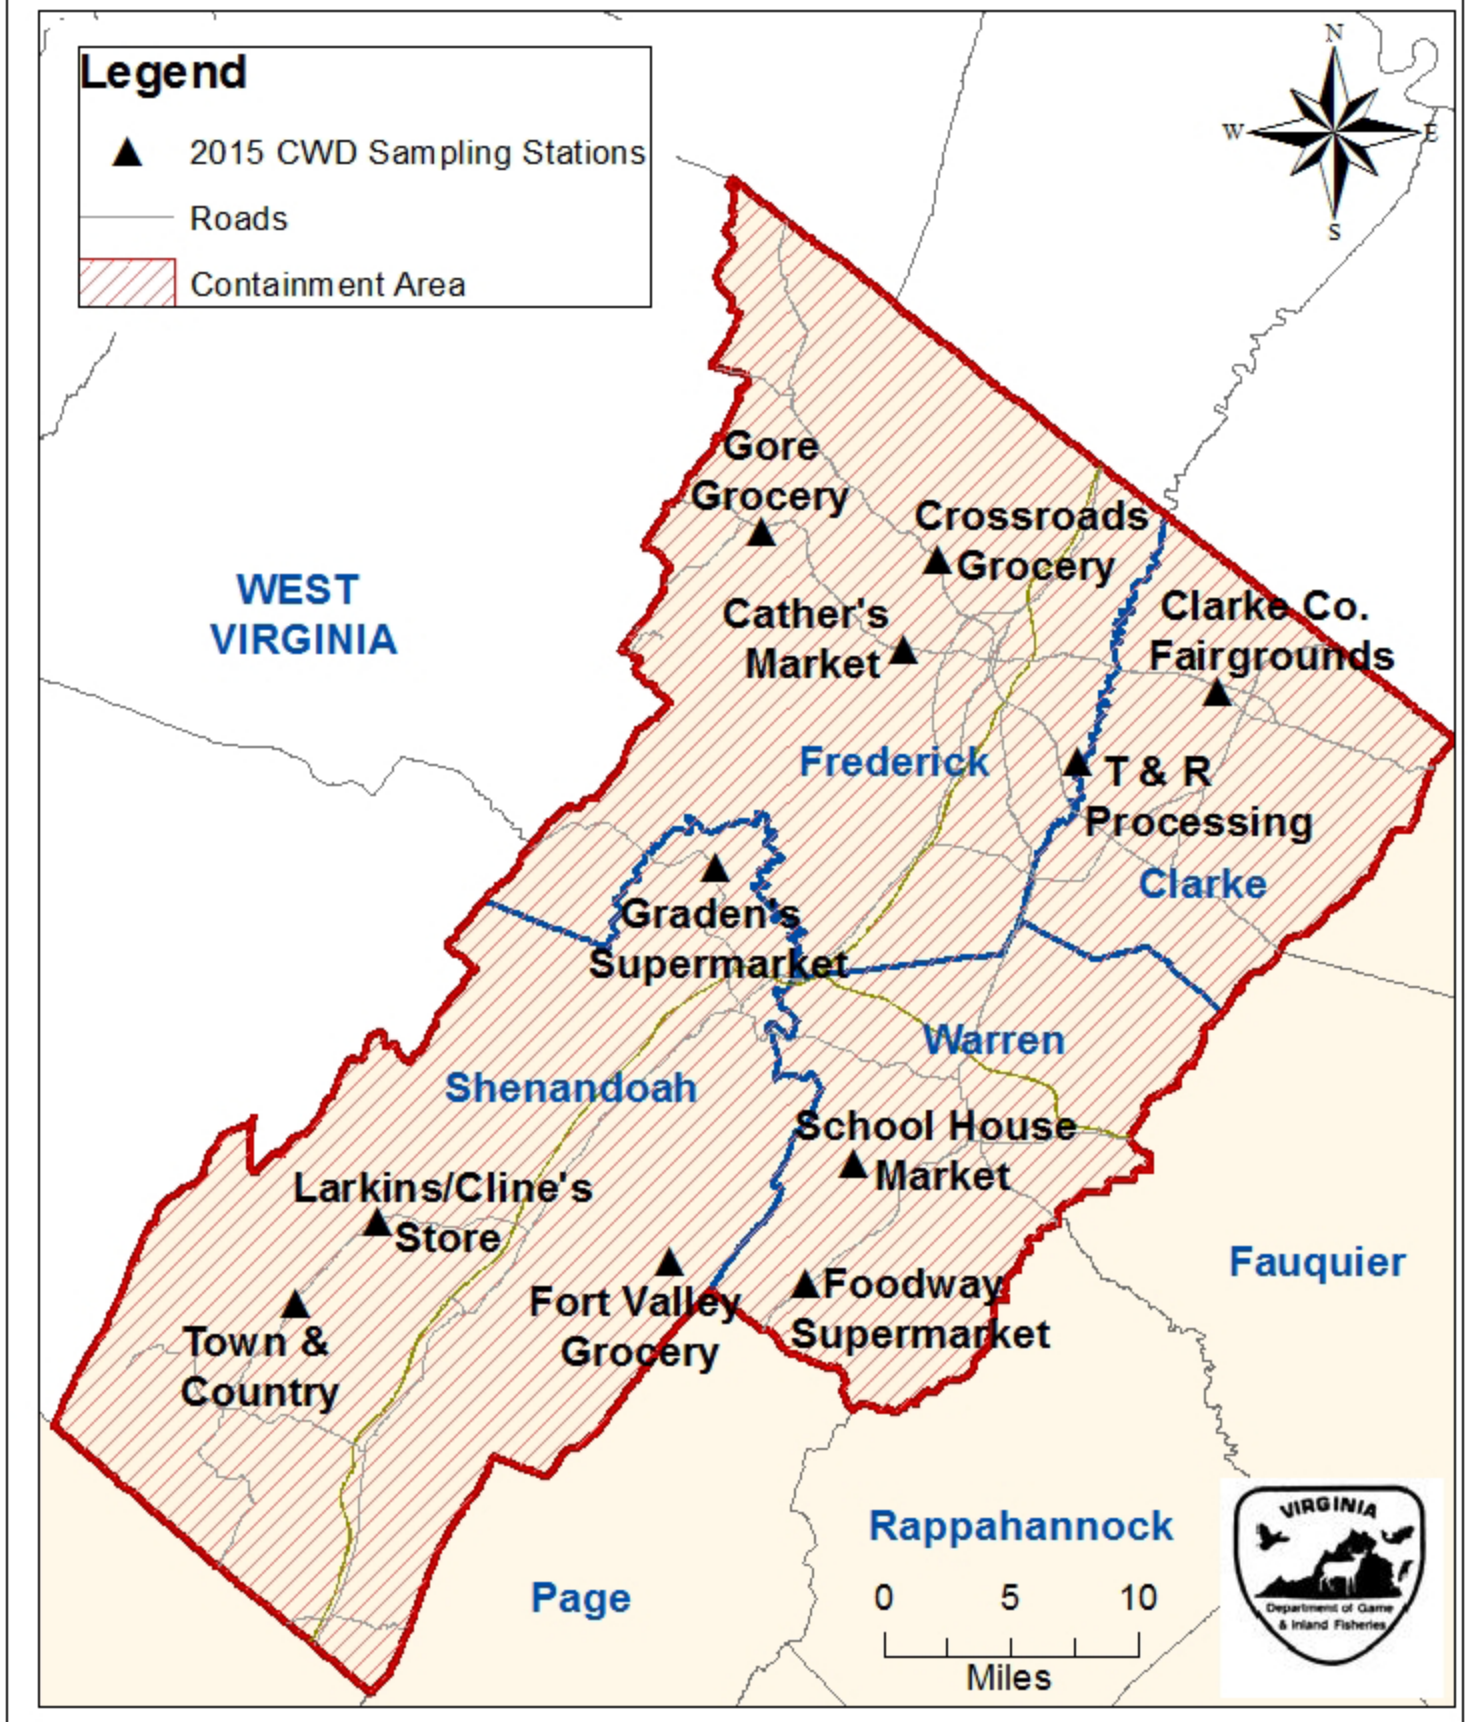 Legend
2015 CWD Sampling Stations
Roads
Containment Area
N
W
E
S
Gore
Grocery
Crossroads
Grocery
WEST
VIRGINIA
Cather's
Market
Clarke Co.
Fairgrounds
Frederick
T & R
Processing
Clarke
Graden's
Supermarket
Warren
Shenandoah
School House
Market
Larkins/Cline's
Store
Fort Valley
Grocery
Foodway
Supermarket
Fauquier
Town &
Country
Rappahannock
Page
0 5 10
Miles
VIRGINIA
Department of Game
& Inland Fisheries